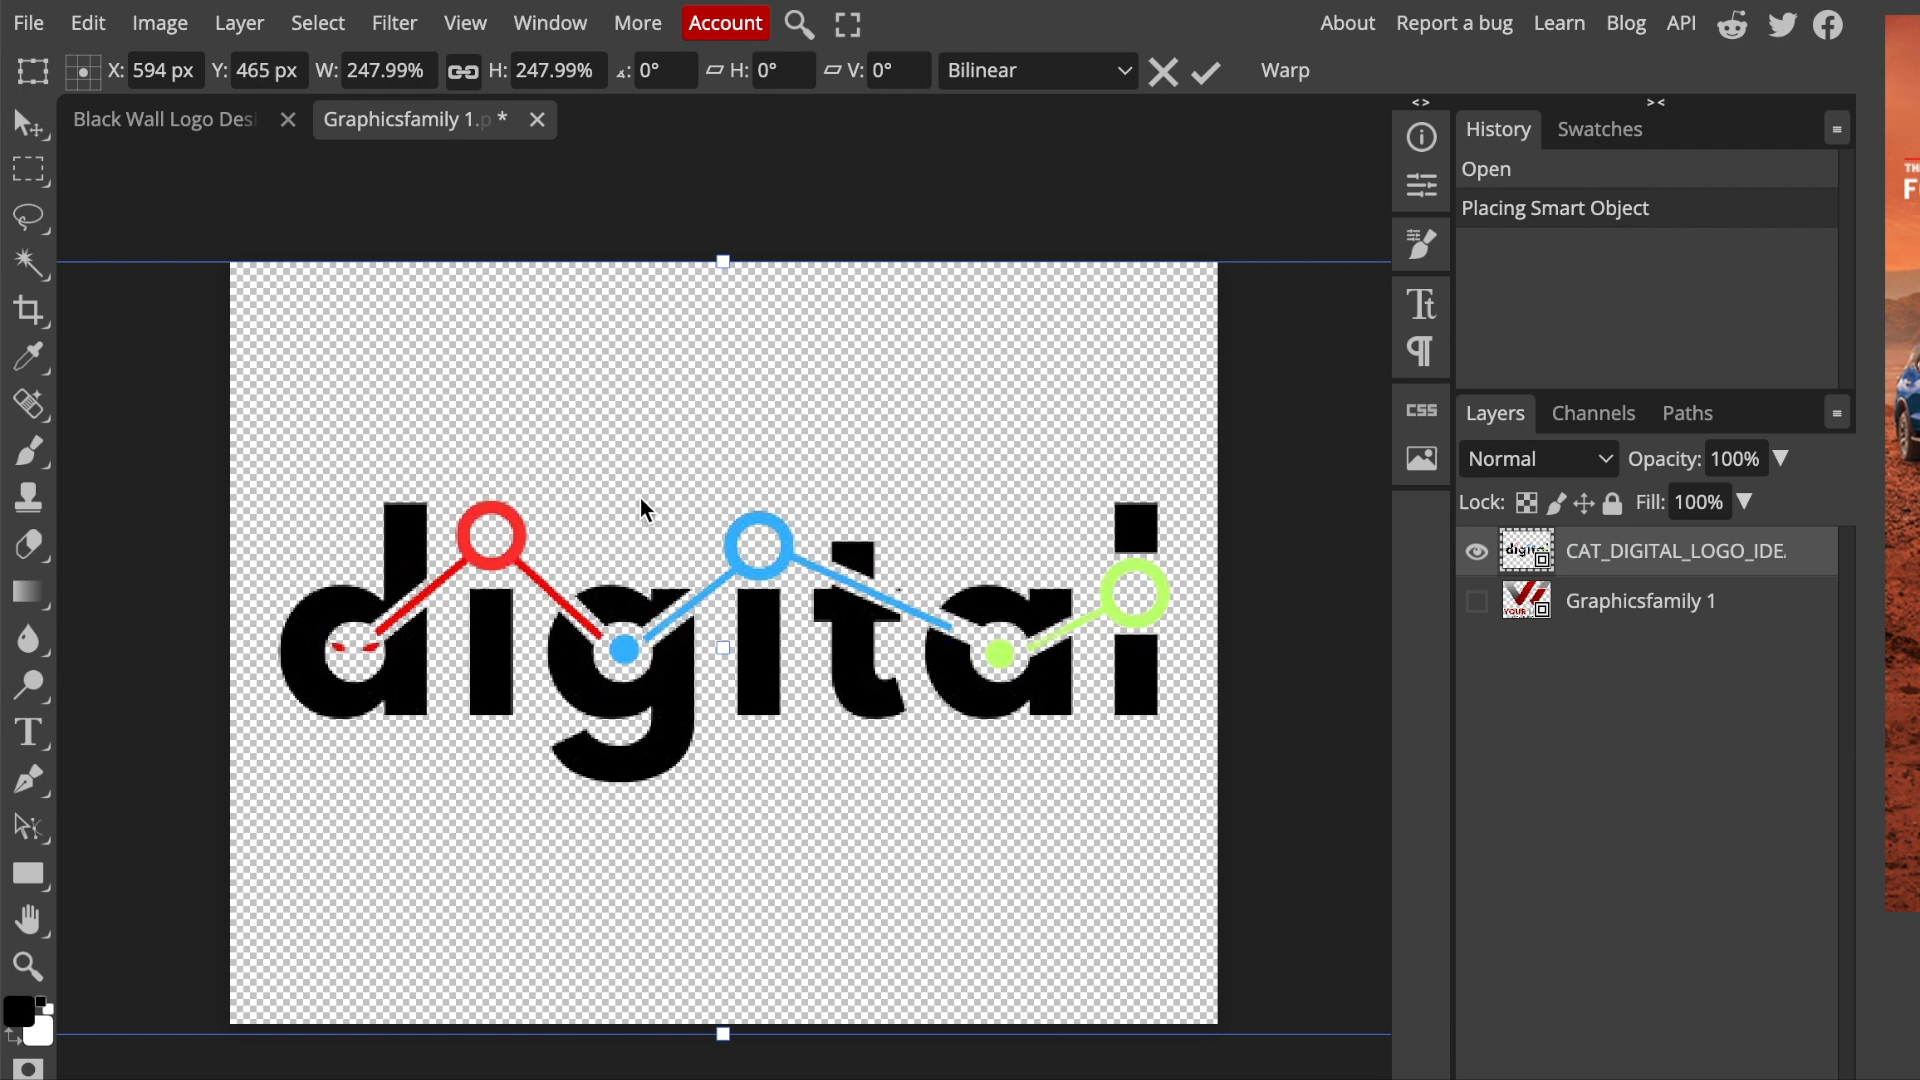 File Edit Image Layer Select Filter View Window More Account About Report a bug Learn Blog API
X: 594 px Y: 465 px W: 247.99% H: 247.99% ⊿: 0° H: 0° V: 0° Bilinear Warp
Black Wall Logo Des Graphicsfamily 1.p *
History Swatches
Open
Placing Smart Object
Tt
¶
CSS
Layers Channels Paths
Normal Opacity: 100%
Lock: Fill: 100%
CAT_DIGITAL_LOGO_IDE
Graphicsfamily 1
YOUR
digitai
T